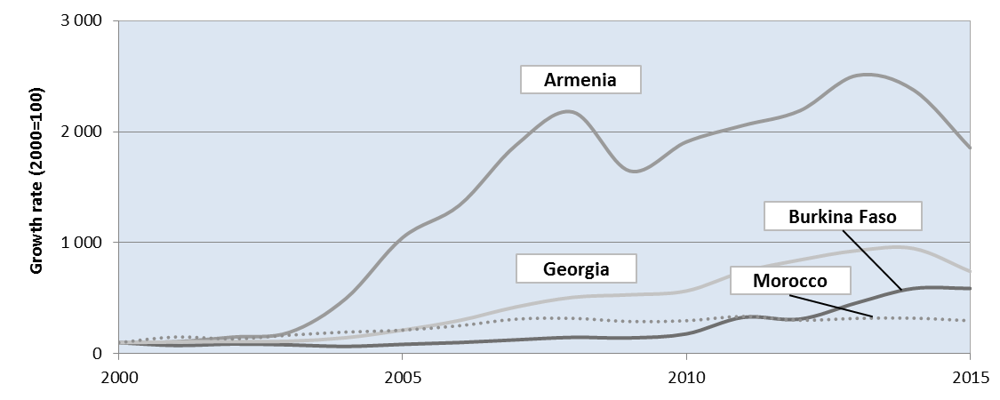 3 000
2 000
1 000
0
Growth rate (2000=100)
Armenia
Burkina Faso
Georgia
Morocco
2000
2005
2010
2015